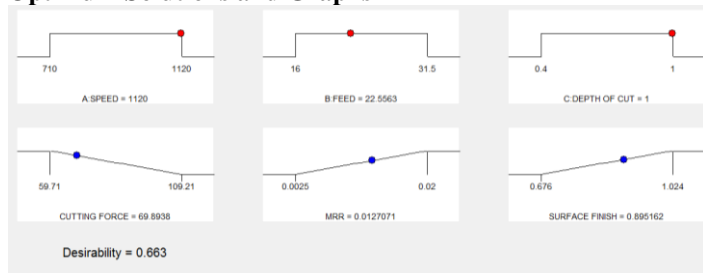 710 1120
A:SPEED = 1120
16 31.5
B:FEED = 22.5563
0.4 1
C:DEPTH OF CUT = 1
59.71 109.21
CUTTING FORCE = 69.8938
0.0025 0.02
MRR = 0.0127071
0.676 1.024
SURFACE FINISH = 0.895162
Desirability = 0.663